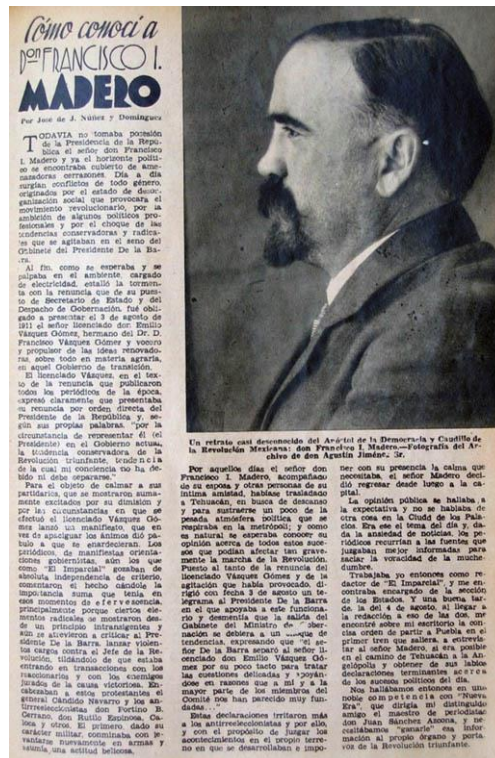 Cómo conocí a
DON FRANCISCO I.
MADERO
Por José de J. Núñez y Domínguez
TODAVIA no tomaba posesión
de la Presidencia de la Repú-
blica el señor don Francisco
I. Madero y ya el horizonte políti-
co se encontraba cubierto de ame-
nazadoras cerrazones. Día a día
surgían conflictos de todo género,
originados por el estado de desor-
ganización social que provocara el
movimiento revolucionario, por la
ambición de algunos políticos pro-
fesionales y por el choque de las
tendencias conservadoras y radica-
les que se agitaban en el seno del
Gabinete del Presidente De la Ba-
rra.
Al fin, como se esperaba y se
palpaba en el ambiente, cargado
de electricidad, estalló la tormen-
ta con la renuncia que de su pues-
to de Secretario de Estado y del
Despacho de Gobernación, fué obli-
gado a presentar el 3 de agosto de
1911 el señor licenciado don Emilio
Vázquez Gómez, hermano del Dr. D.
Francisco Vázquez Gómez y vocero
y propulsor de las ideas renovado-
ras, sobre todo en materia agraria,
en aquel Gobierno de transición.
El licenciado Vázquez, en el tex-
to de la renuncia que publicaron
todos los periódicos de la época,
expresó claramente que presentaba
su renuncia por orden directa del
Presidente de la República y, se-
gún sus propias palabras, "por la
circunstancia de representar él (el
Presidente) en el Gobierno actual,
la tendencia conservadora de la
Revolución triunfante, tendencia
de la cual mi conciencia no ha de-
bido ni debe separarse."
Para el objeto de calmar a sus
partidarios, que se mostraron suma-
mente excitados por su dimisión y
por las circunstancias en que se
efectuó el licenciado Vázquez Gó-
mez lanzó un manifiesto, que en
vez de apaciguar los ánimos dió pá-
bulo a que se enardecieran. Los
periódicos, de manifiestas orienta-
ciones gobiernistas, aún los que
como "El Imparcial" gozaban de
absoluta independencia de criterio,
comentaron el hecho dándole la
importancia suma que tenía en
esos momentos de efervescencia,
principalmente porque ciertos ele-
mentos radicales se mostraron des-
de un principio intransigentes y
aún se atrevieron a criticar al Pre-
sidente De la Barra, lanzar violen-
tos cargos contra el Jefe de la Re-
volución, tildándolo de que estaba
entrando en transacciones con los
reaccionarios y con los enemigos
jurados de la causa victoriosa. En-
cabezaban a estos protestantes el
general Cándido Navarro y los an-
tirreeleccionistas don Fortino B.
Serrano, don Rutilio Espinosa, Ca-
loca y otros. El primero, dado su
carácter militar, conminaba con le-
vantarse nuevamente en armas y
asumía una actitud belicosa.
Un retrato casi desconocido del Apóstol de la Democracia y Caudillo de
la Revolución Mexicana: don Francisco I. Madero.—Fotografía del Ar-
chivo de don Agustín Jiménez, Jr.
Por aquellos días el señor don
Francisco I. Madero, acompañado
de su esposa y otras personas de su
íntima amistad, habíase trasladado
a Tehuacán, en busca de descanso
y para sustraerse un poco de la
pesada atmósfera política que se
respiraba en la metrópoli; y como
es natural se esperaba conocer su
opinión acerca de todos estos suce-
sos que podían afectar tan grave-
mente la marcha de la Revolución.
Puesto al tanto de la renuncia del
licenciado Vázquez Gómez y de la
agitación que había provocado, di-
rigió con fecha 3 de agosto un te-
legrama al Presidente De la Barra
en el que apoyaba a este funciona-
rio y desmentía que la salida del
Gabinete del Ministro de Gober-
nación se debiera a un choque de
tendencias, expresando que "el se-
ñor De la Barra separó al señor li-
cenciado don Emilio Vázquez Gó-
mez por su poco tacto para tratar
las cuestiones delicadas y apoyán-
dose en razones que a mí y a la
mayor parte de los miembros del
Comité nos han parecido muy fun-
dadas..."
Estas declaraciones irritaron más
a los antirreeleccionistas y por ello,
y con el propósito de juzgar los
acontecimientos en el propio terre-
no en que se desarrollaban e impo-
ner con su presencia la calma que
necesitaba, el señor Madero deci-
dió regresar desde luego a la ca-
pital.
La opinión pública se hallaba a
la expectativa y no se hablaba de
otra cosa en la Ciudad de los Pala-
cios. Era ese el tema del día y, da-
da la ansiedad de noticias, los pe-
riódicos recurrían a las fuentes que
juzgaban mejor informadas para
saciar la voracidad de la muche-
dumbre.
Trabajaba yo entonces como re-
dactor de "El Imparcial", y me en-
contraba encargado de la sección
de los Estados. Y una buena tar-
de, la del 4 de agosto, al llegar a
la redacción a eso de las dos, me
encontré sobre mi escritorio la con-
cisa orden de partir a Puebla en el
primer tren que saliera, a entrevis-
tar al señor Madero, si era posible
en el camino de Tehuacán a la An-
gelópolis y obtener de sus labios
declaraciones terminantes acerca
de los sucesos políticos del día.
Nos hallábamos entonces en una
noble competencia con "Nueva
Era", que dirigía mi distinguido
amigo el maestro de periodistas
don Juan Sánchez Azcona, y ne-
cesitábamos "ganarle" esa infor-
mación al propio órgano y porta-
voz de la Revolución triunfante.